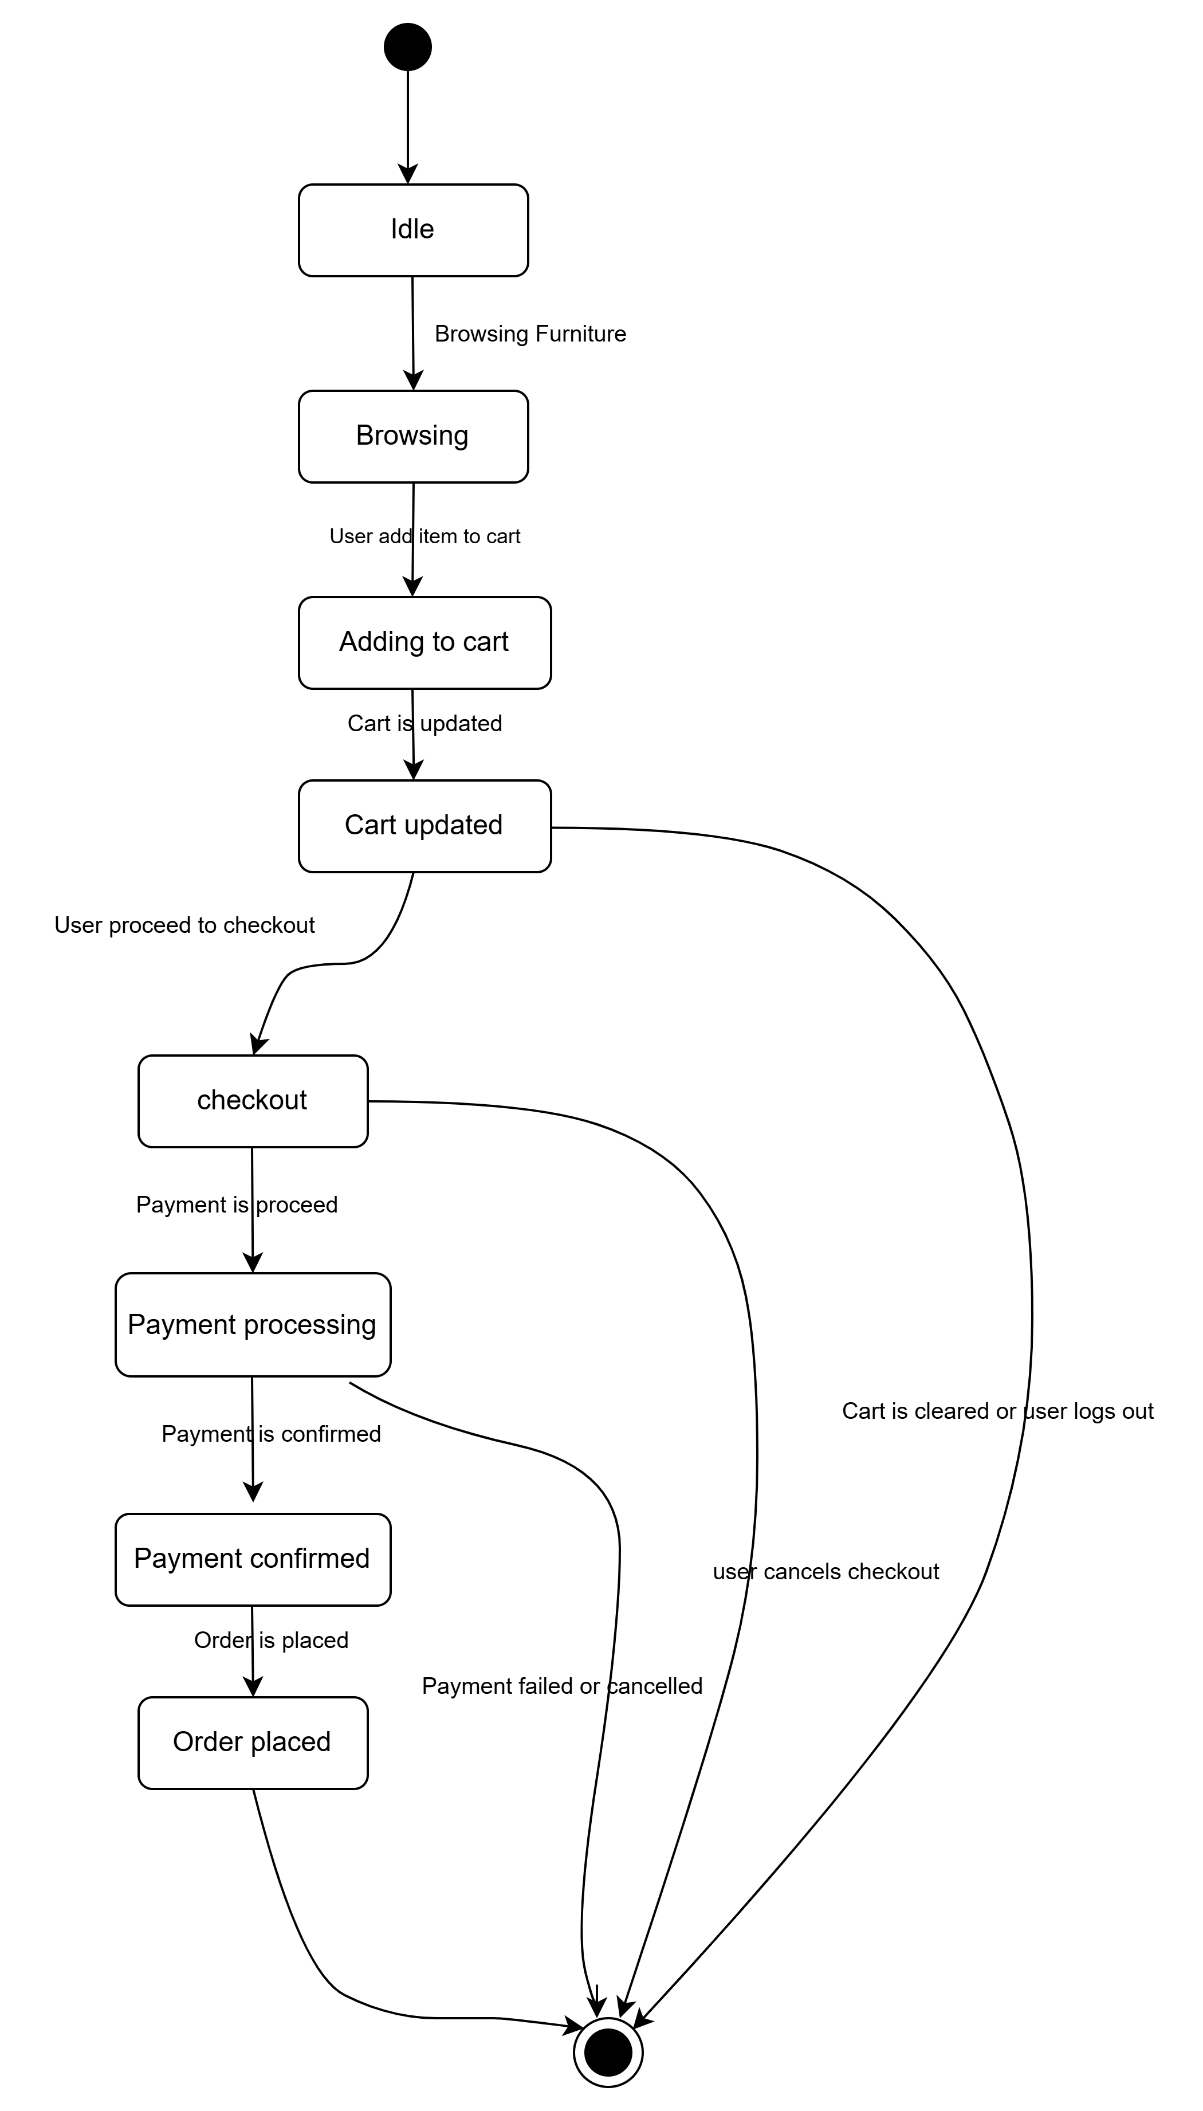 Idle
Browsing Furniture
Browsing
User add item to cart
Adding to cart
Cart is updated
Cart updated
User proceed to checkout
checkout
Payment is proceed
Payment processing
Cart is cleared or user logs out
Payment is confirmed
Payment confirmed
user cancels checkout
Order is placed
Payment failed or cancelled
Order placed